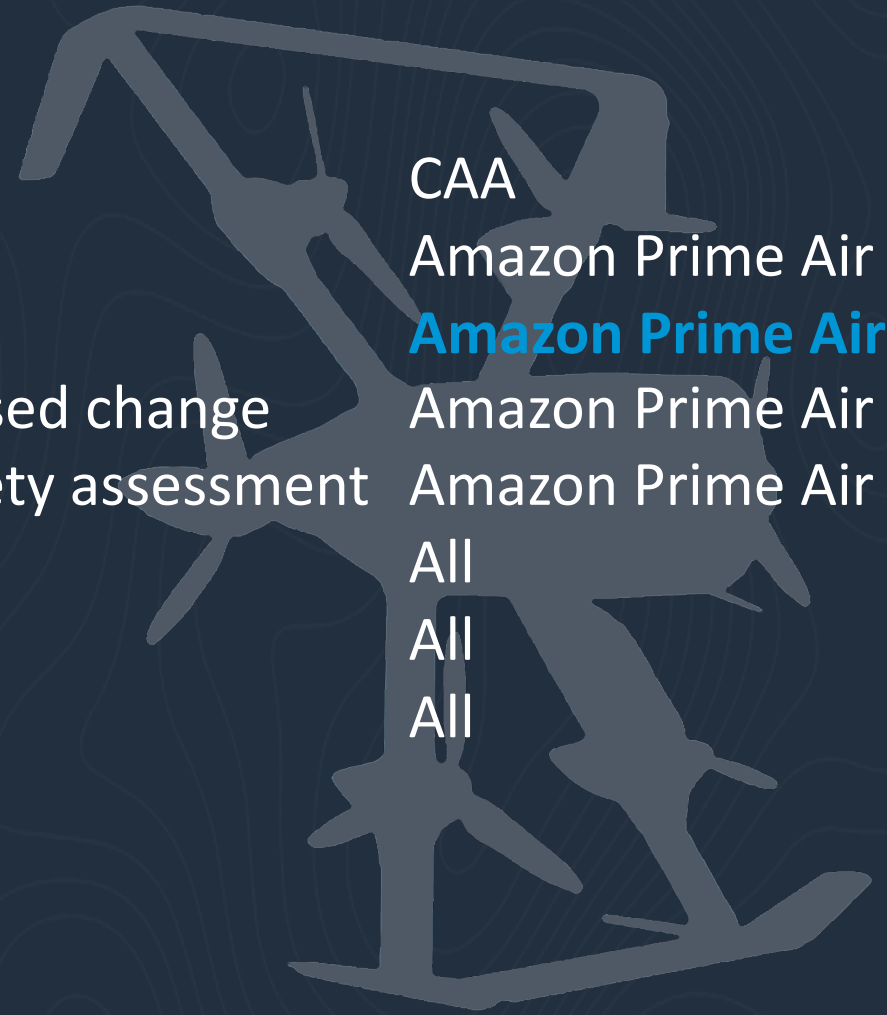 CAA
Amazon Prime Air
Amazon Prime Air
sed change Amazon Prime Air
ety assessment Amazon Prime Air
All
All
All